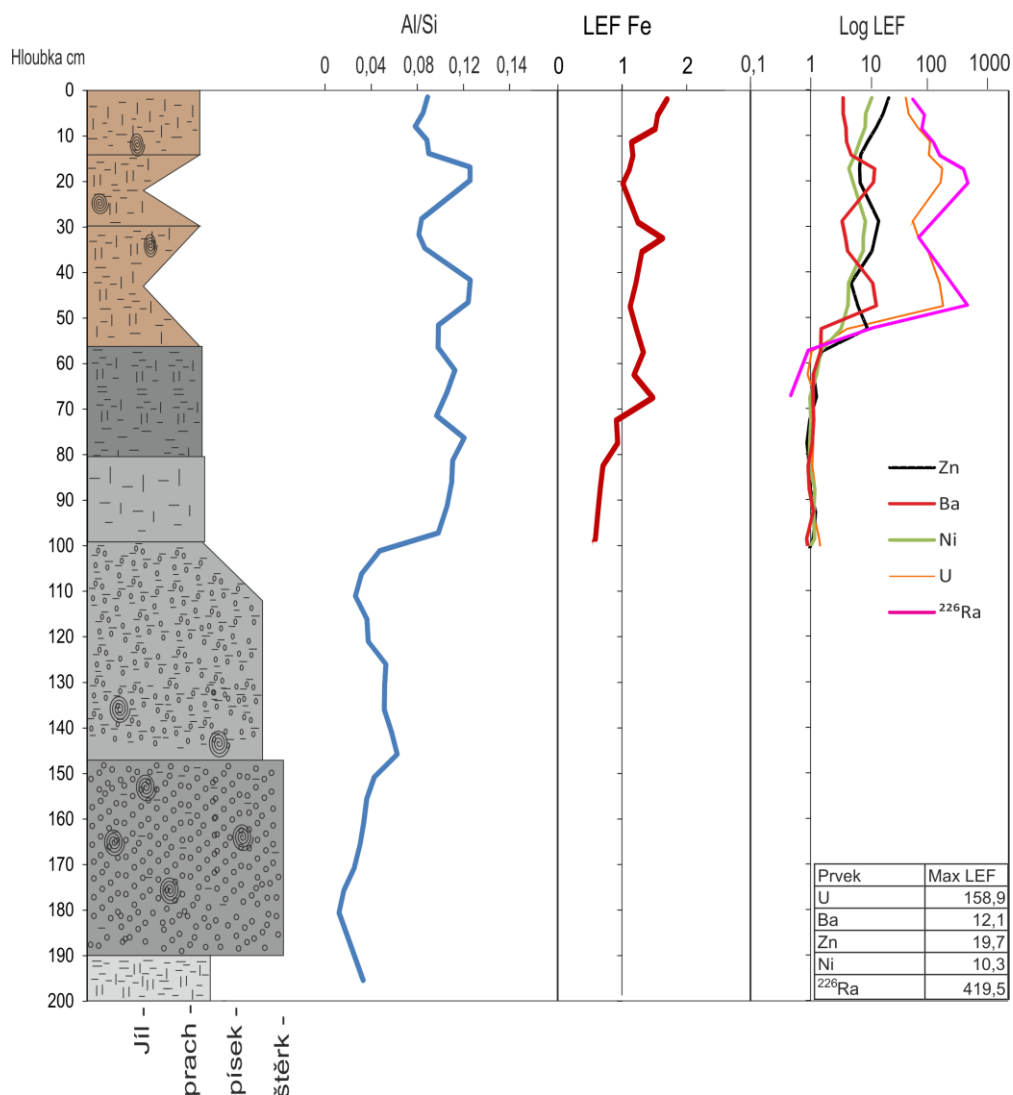 Al/Si
LEF Fe
Log LEF
Hloubka cm
0 0,04 0,08 0,12 0,14
0 1 2
0,1 1 10 100 1000
0
10
20
30
40
50
60
70
80
90
100
110
120
130
140
150
160
170
180
190
200
Zn
Ba
Ni
U
²²⁶Ra
Prvek Max LEF
U 158,9
Ba 12,1
Zn 19,7
Ni 10,3
²²⁶Ra 419,5
Jíl -
prach -
písek -
štěrk -